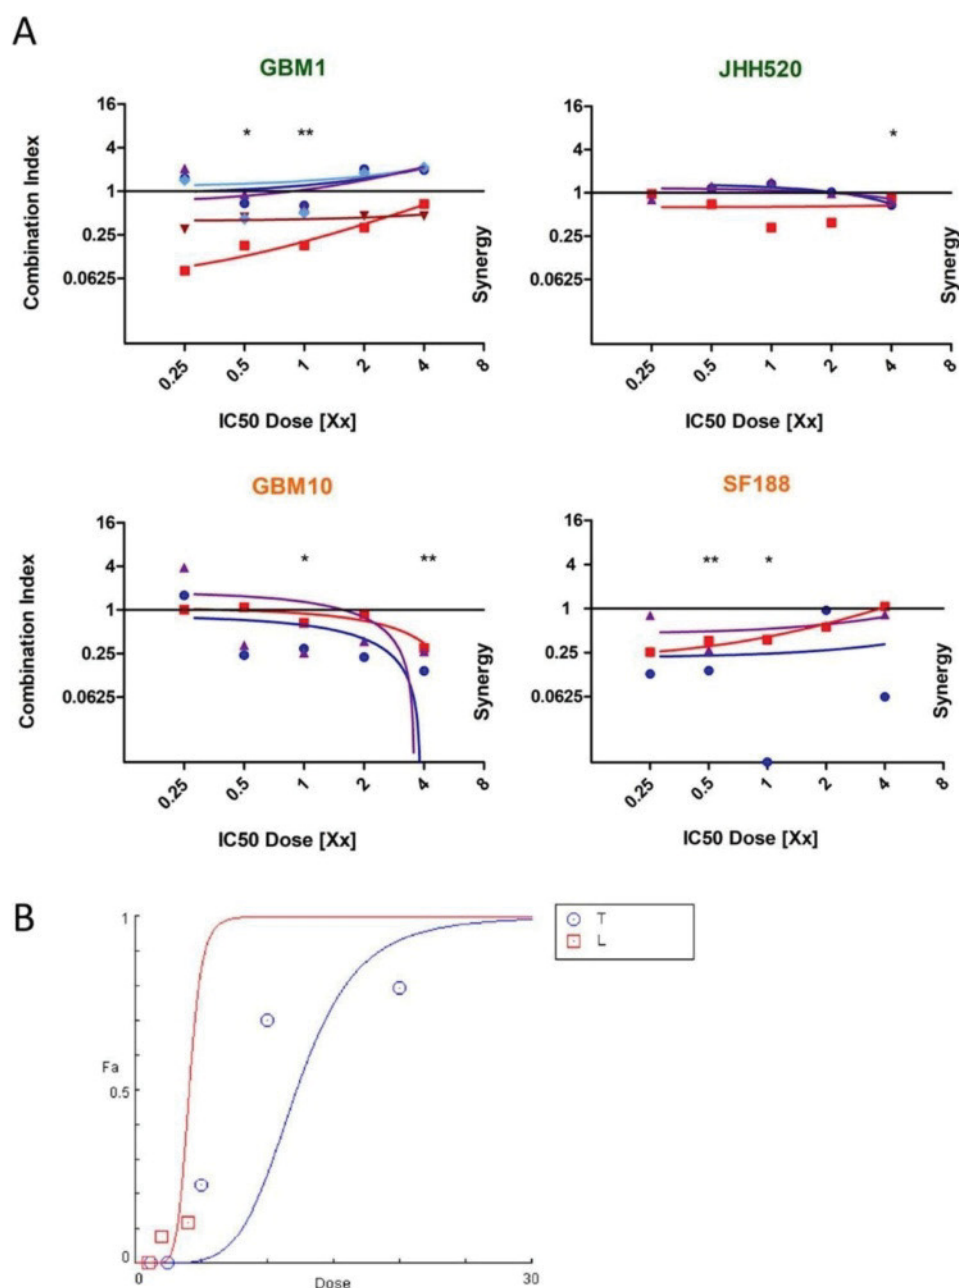 A
GBM1
JHH520
Combination Index
16
4
1
0.25
0.0625
* **
Synergy
0.25 0.5 1 2 4 8
IC50 Dose [Xx]
16
4
1
0.25
0.0625
*
Synergy
0.25 0.5 1 2 4 8
IC50 Dose [Xx]
GBM10
SF188
Combination Index
16
4
1
0.25
0.0625
* **
Synergy
0.25 0.5 1 2 4 8
IC50 Dose [Xx]
16
4
1
0.25
0.0625
** *
Synergy
0.25 0.5 1 2 4 8
IC50 Dose [Xx]
B
1
Fa
0.5
0
0 Dose 30
T
L